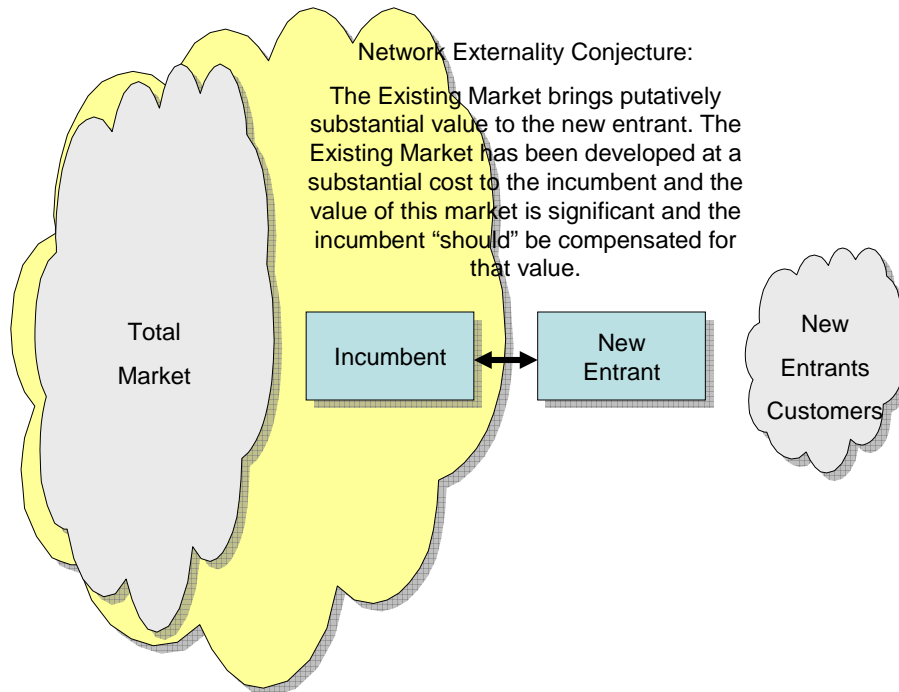 Network Externality Conjecture:
The Existing Market brings putatively
substantial value to the new entrant. The
Existing Market has been developed at a
substantial cost to the incumbent and the
value of this market is significant and the
incumbent “should” be compensated for
that value.
Total
Market
Incumbent
New
Entrant
New
Entrants
Customers